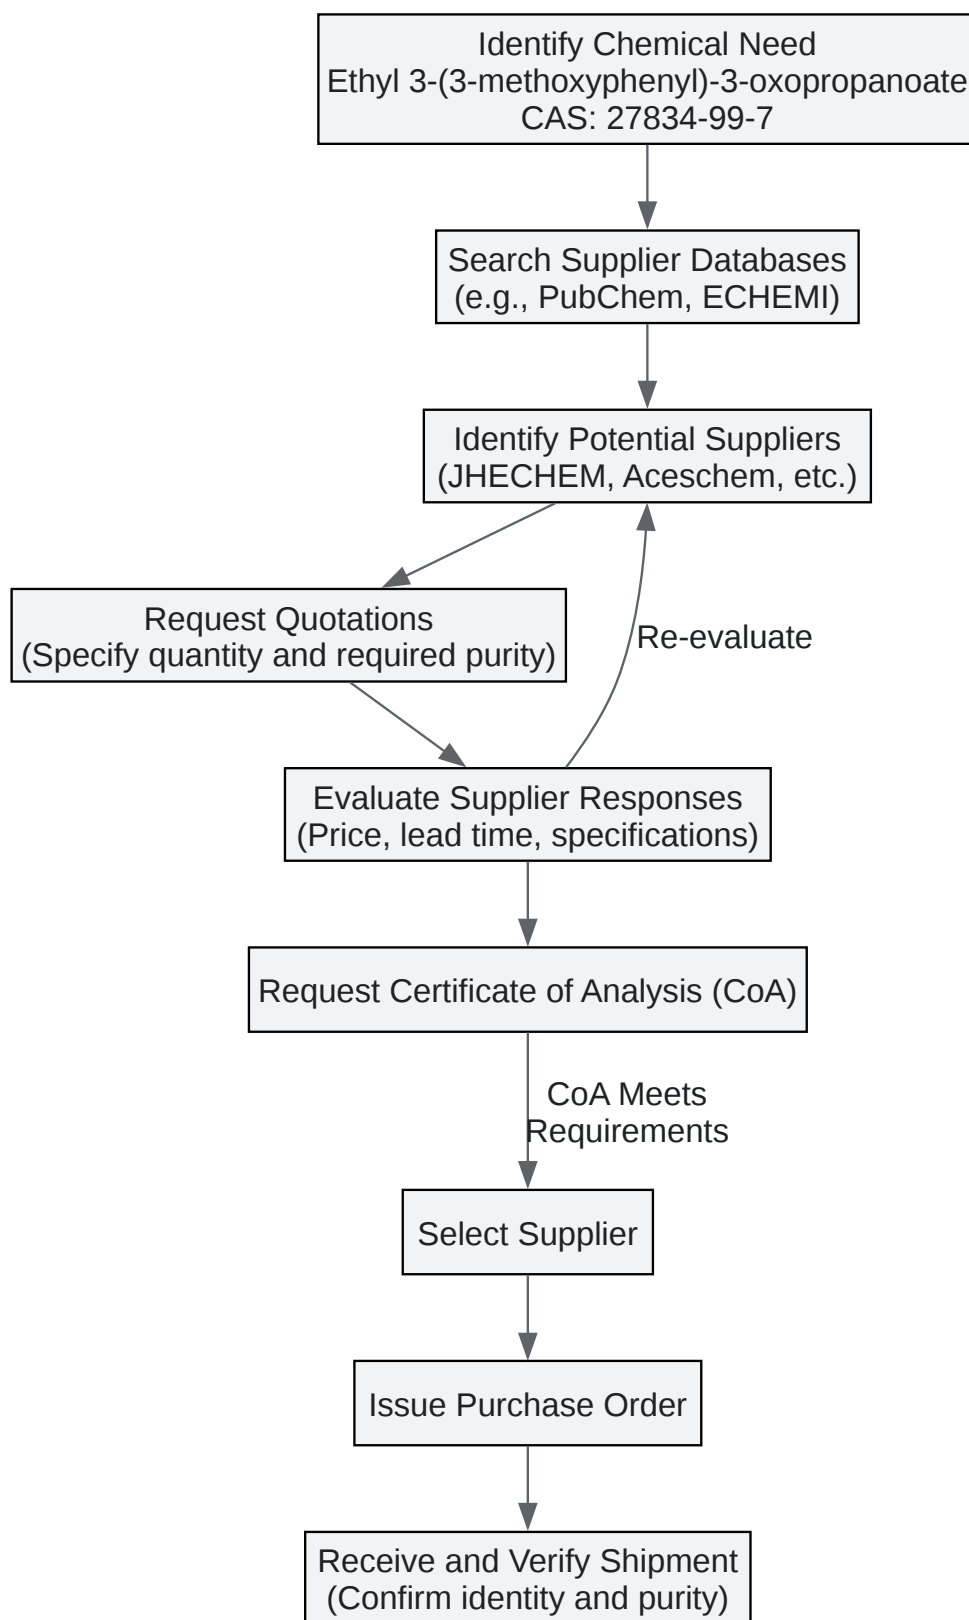 Identify Chemical Need
Ethyl 3-(3-methoxyphenyl)-3-oxopropanoate
CAS: 27834-99-7
Search Supplier Databases
(e.g., PubChem, ECHEMI)
Identify Potential Suppliers
(JHECHEM, Aceschem, etc.)
Request Quotations
(Specify quantity and required purity)
Re-evaluate
Evaluate Supplier Responses
(Price, lead time, specifications)
Request Certificate of Analysis (CoA)
CoA Meets
Requirements
Select Supplier
Issue Purchase Order
Receive and Verify Shipment
(Confirm identity and purity)